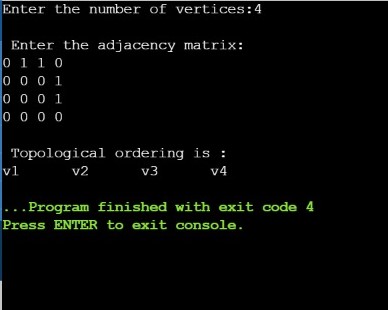 Enter the number of vertices:4
Enter the adjacency matrix:
0 1 1 0
0 0 0 1
0 0 0 1
0 0 0 0
Topological ordering is :
v1 v2 v3 v4
...Program finished with exit code 4
Press ENTER to exit console.